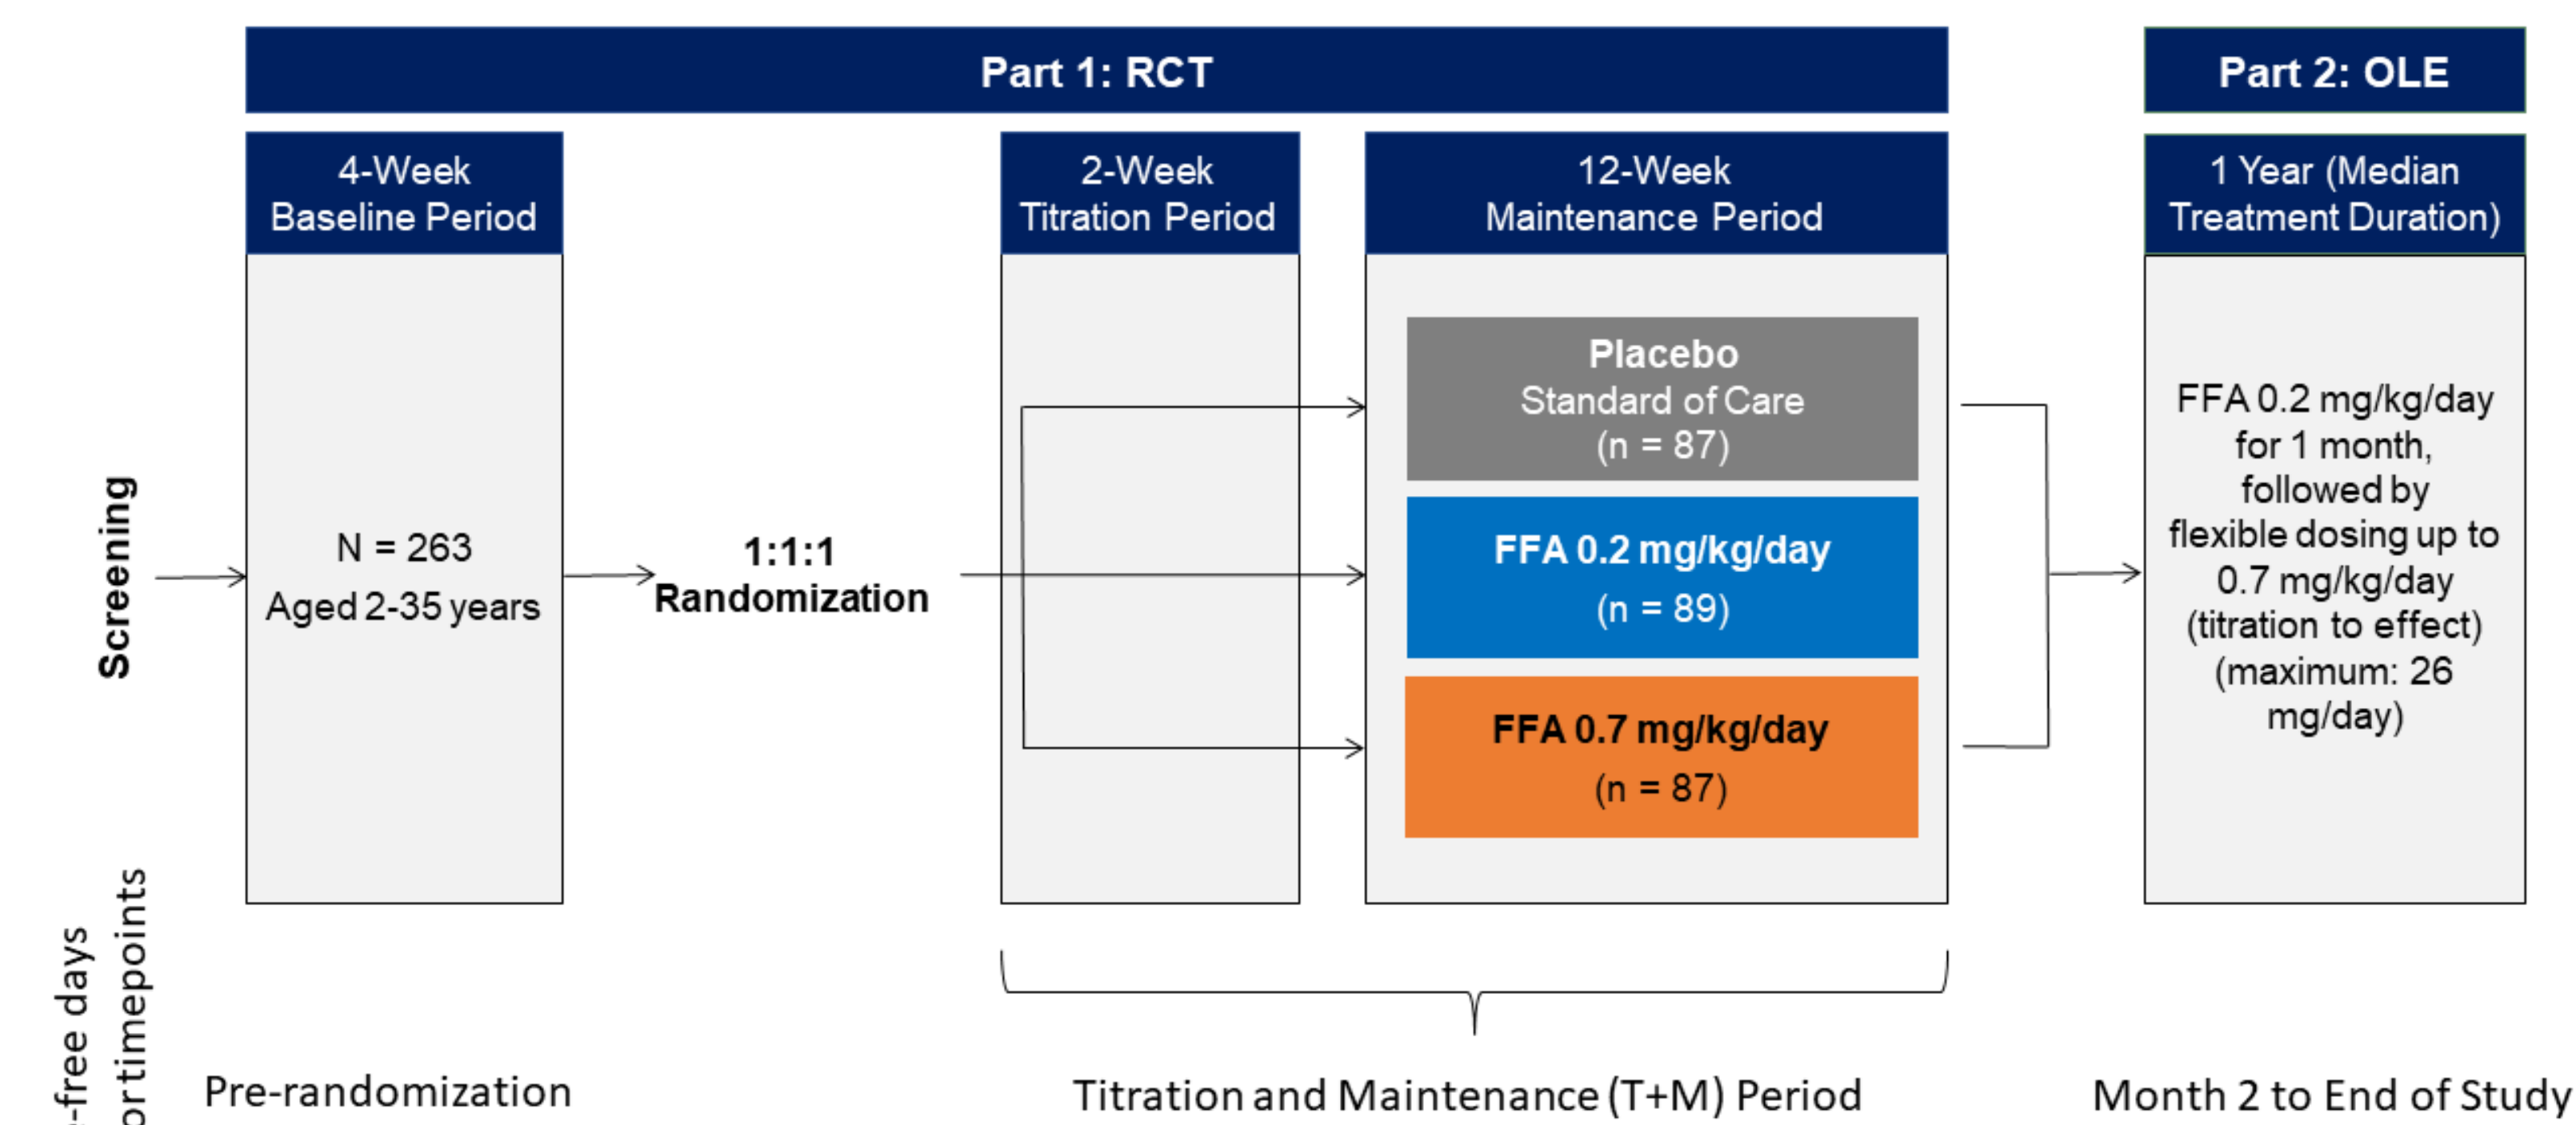 Part 1: RCT
Part 2: OLE
4-Week
Baseline Period
2-Week
Titration Period
12-Week
Maintenance Period
1 Year (Median
Treatment Duration)
Screening
N = 263
Aged 2-35 years
1:1:1
Randomization
Placebo
Standard of Care
(n = 87)
FFA 0.2 mg/kg/day
(n = 89)
FFA 0.7 mg/kg/day
(n = 87)
FFA 0.2 mg/kg/day
for 1 month,
followed by
flexible dosing up to
0.7 mg/kg/day
(titration to effect)
(maximum: 26
mg/day)
-free days
timepoints
Pre-randomization
Titration and Maintenance (T+M) Period
Month 2 to End of Study